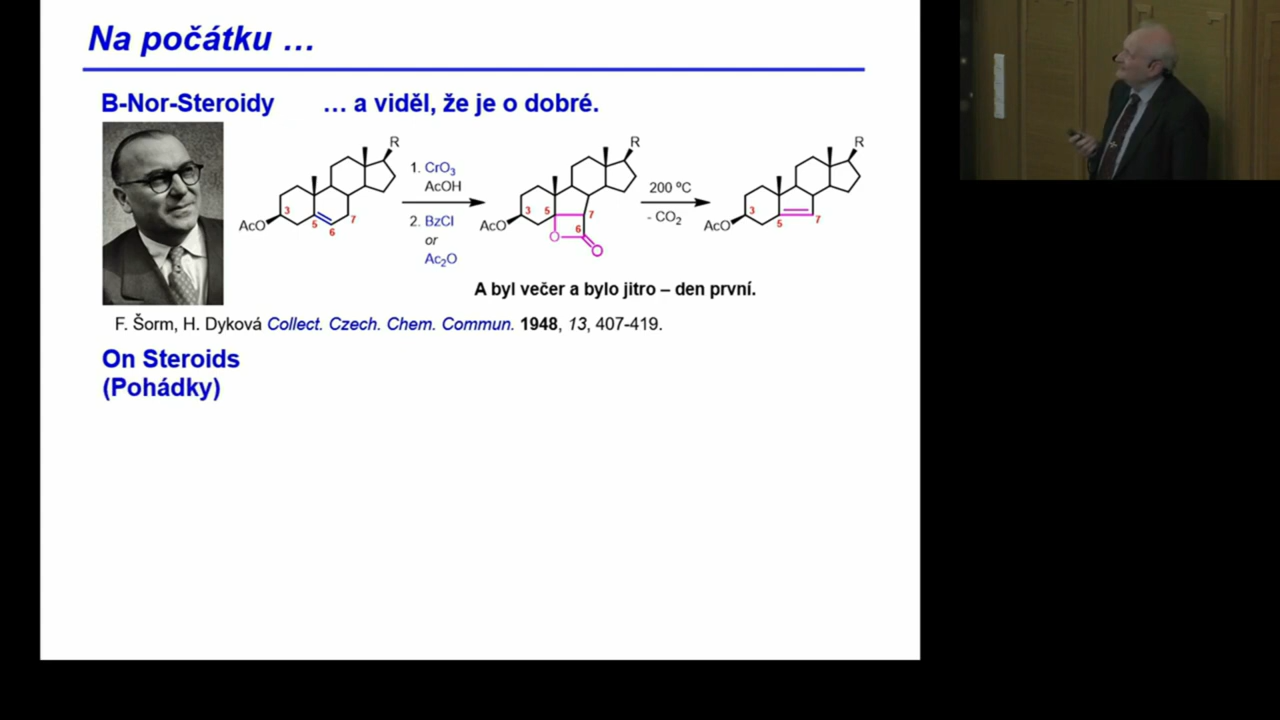 Na počátku …
B-Nor-Steroidy … a viděl, že je o dobré.
R R R
1. CrO₃
AcOH
2. BzCl
or
Ac₂O
200 ºC
- CO₂
AcO 3 5 6 7
AcO 3 5 6 7 O O
AcO 3 5 7
A byl večer a bylo jitro – den první.
F. Šorm, H. Dyková Collect. Czech. Chem. Commun. 1948, 13, 407-419.
On Steroids
(Pohádky)